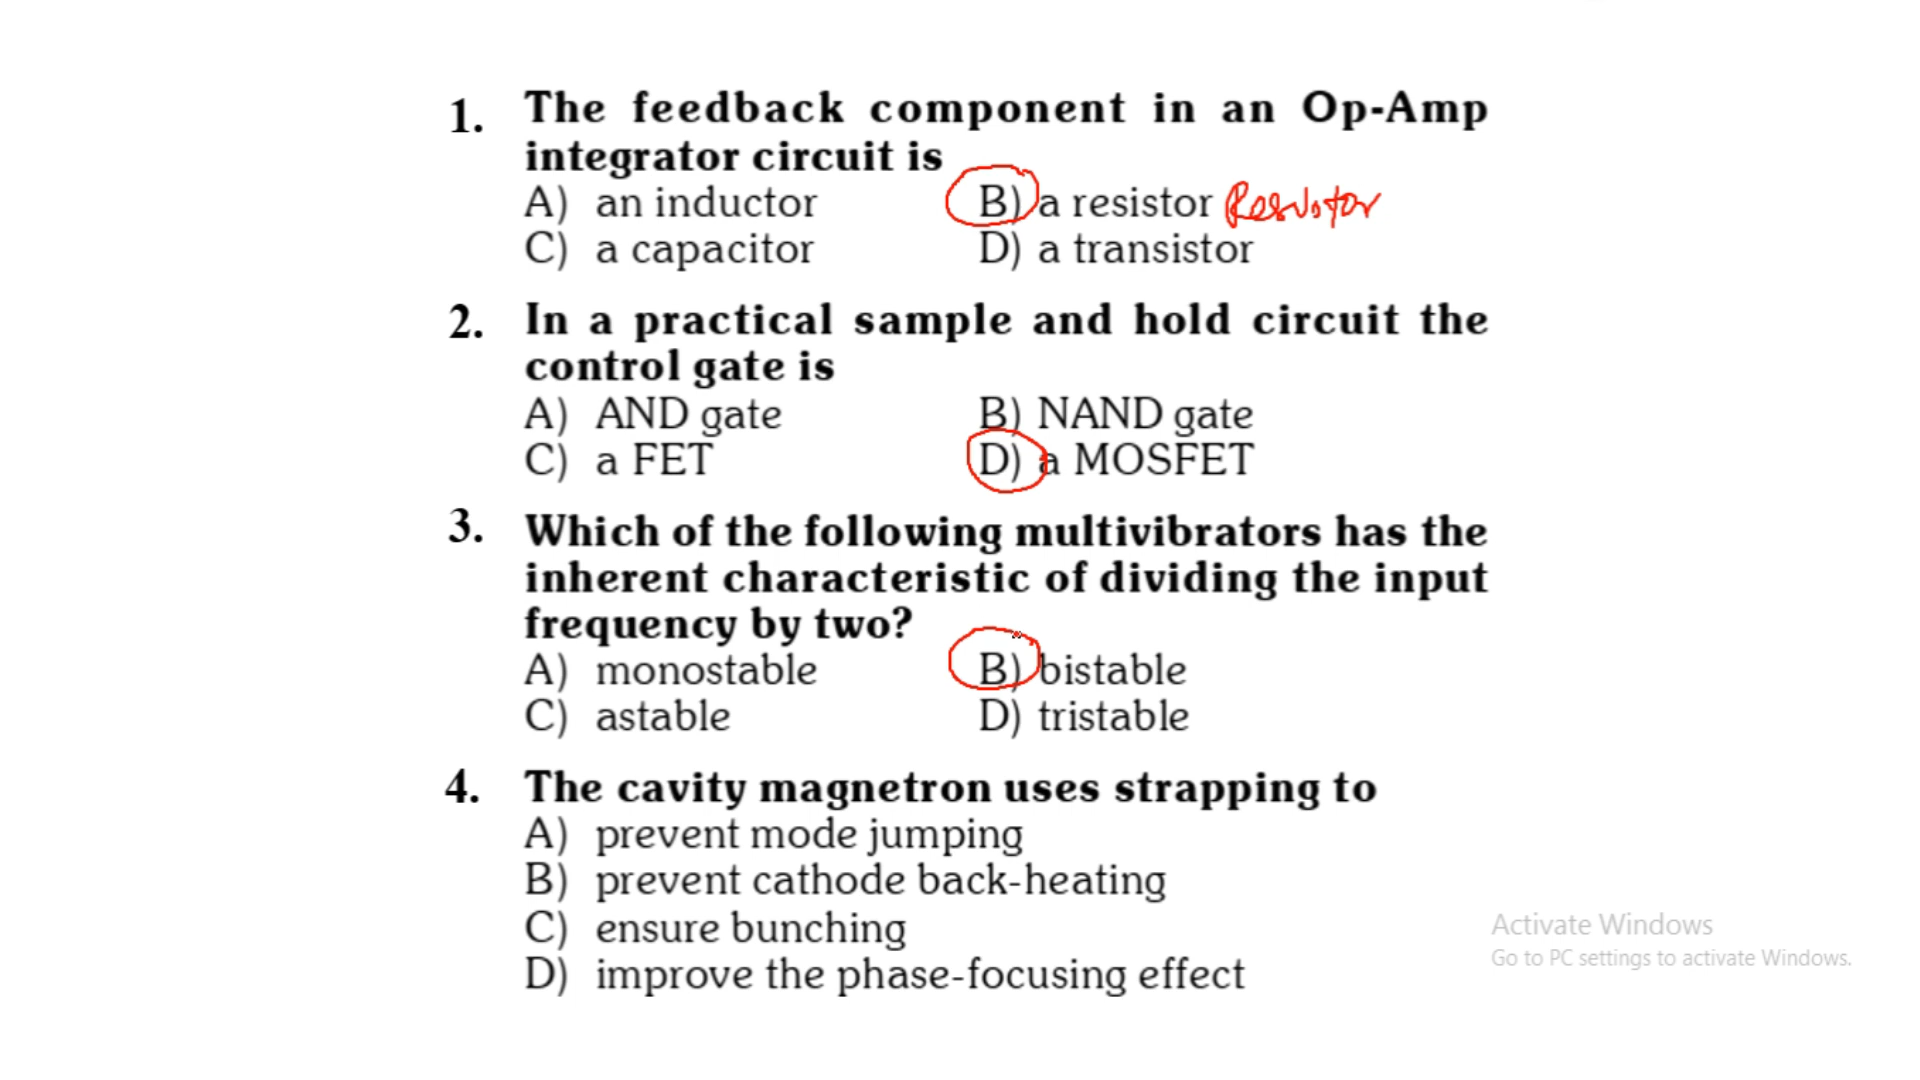 1. The feedback component in an Op-Amp
integrator circuit is
A) an inductor B) a resistor Resistor
C) a capacitor D) a transistor
2. In a practical sample and hold circuit the
control gate is
A) AND gate B) NAND gate
C) a FET D) a MOSFET
3. Which of the following multivibrators has the
inherent characteristic of dividing the input
frequency by two?
A) monostable B) bistable
C) astable D) tristable
4. The cavity magnetron uses strapping to
A) prevent mode jumping
B) prevent cathode back-heating
C) ensure bunching
D) improve the phase-focusing effect
Activate Windows
Go to PC settings to activate Windows.